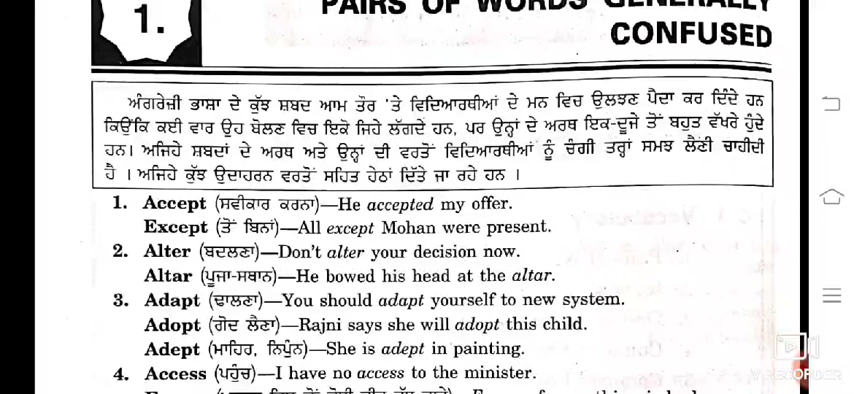 1.
PAIRS OF WORDS GENERALLY
CONFUSED
ਅੰਗਰੇਜ਼ੀ ਭਾਸ਼ਾ ਦੇ ਕੁੱਝ ਸ਼ਬਦ ਆਮ ਤੌਰ 'ਤੇ ਵਿਦਿਆਰਥੀਆਂ ਦੇ ਮਨ ਵਿਚ ਉਲਝਣ ਪੈਦਾ ਕਰ ਦਿੰਦੇ ਹਨ
ਕਿਉਂਕਿ ਕਈ ਵਾਰ ਉਹ ਬੋਲਣ ਵਿਚ ਇਕੋ ਜਿਹੇ ਲੱਗਦੇ ਹਨ, ਪਰ ਉਨ੍ਹਾਂ ਦੇ ਅਰਥ ਇਕ-ਦੂਜੇ ਤੋਂ ਬਹੁਤ ਵੱਖਰੇ ਹੁੰਦੇ
ਹਨ। ਅਜਿਹੇ ਸ਼ਬਦਾਂ ਦੇ ਅਰਥ ਅਤੇ ਉਨ੍ਹਾਂ ਦੀ ਵਰਤੋਂ ਵਿਦਿਆਰਥੀਆਂ ਨੂੰ ਚੰਗੀ ਤਰ੍ਹਾਂ ਸਮਝ ਲੈਣੀ ਚਾਹੀਦੀ
ਹੈ । ਅਜਿਹੇ ਕੁੱਝ ਉਦਾਹਰਨ ਵਰਤੋਂ ਸਹਿਤ ਹੇਠਾਂ ਦਿੱਤੇ ਜਾ ਰਹੇ ਹਨ ।
1. Accept (ਸਵੀਕਾਰ ਕਰਨਾ)—He accepted my offer.
Except (ਤੋਂ ਬਿਨਾਂ)—All except Mohan were present.
2. Alter (ਬਦਲਣਾ)—Don't alter your decision now.
Altar (ਪੂਜਾ-ਸਥਾਨ)—He bowed his head at the altar.
3. Adapt (ਢਾਲਣਾ)—You should adapt yourself to new system.
Adopt (ਗੋਦ ਲੈਣਾ)—Rajni says she will adopt this child.
Adept (ਮਾਹਿਰ, ਨਿਪੁੰਨ)—She is adept in painting.
4. Access (ਪਹੁੰਚ)—I have no access to the minister.